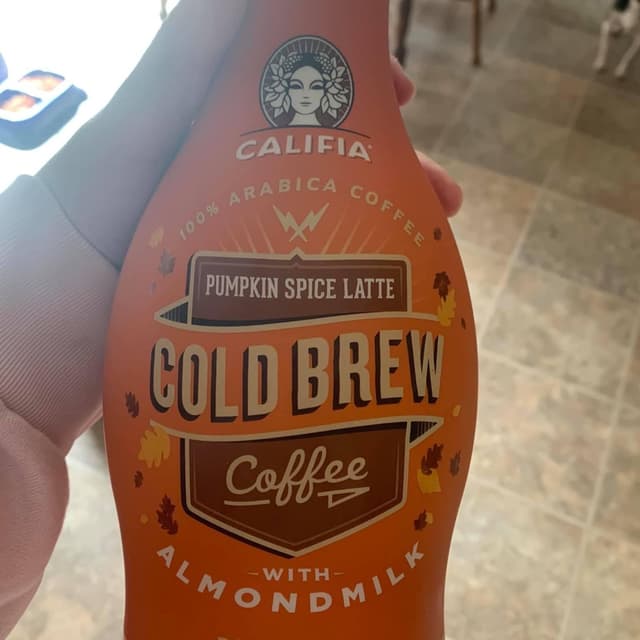 CALIFIA
100% ARABICA COFFEE
PUMPKIN SPICE LATTE
COLD BREW
Coffee
WITH
ALMONDMILK